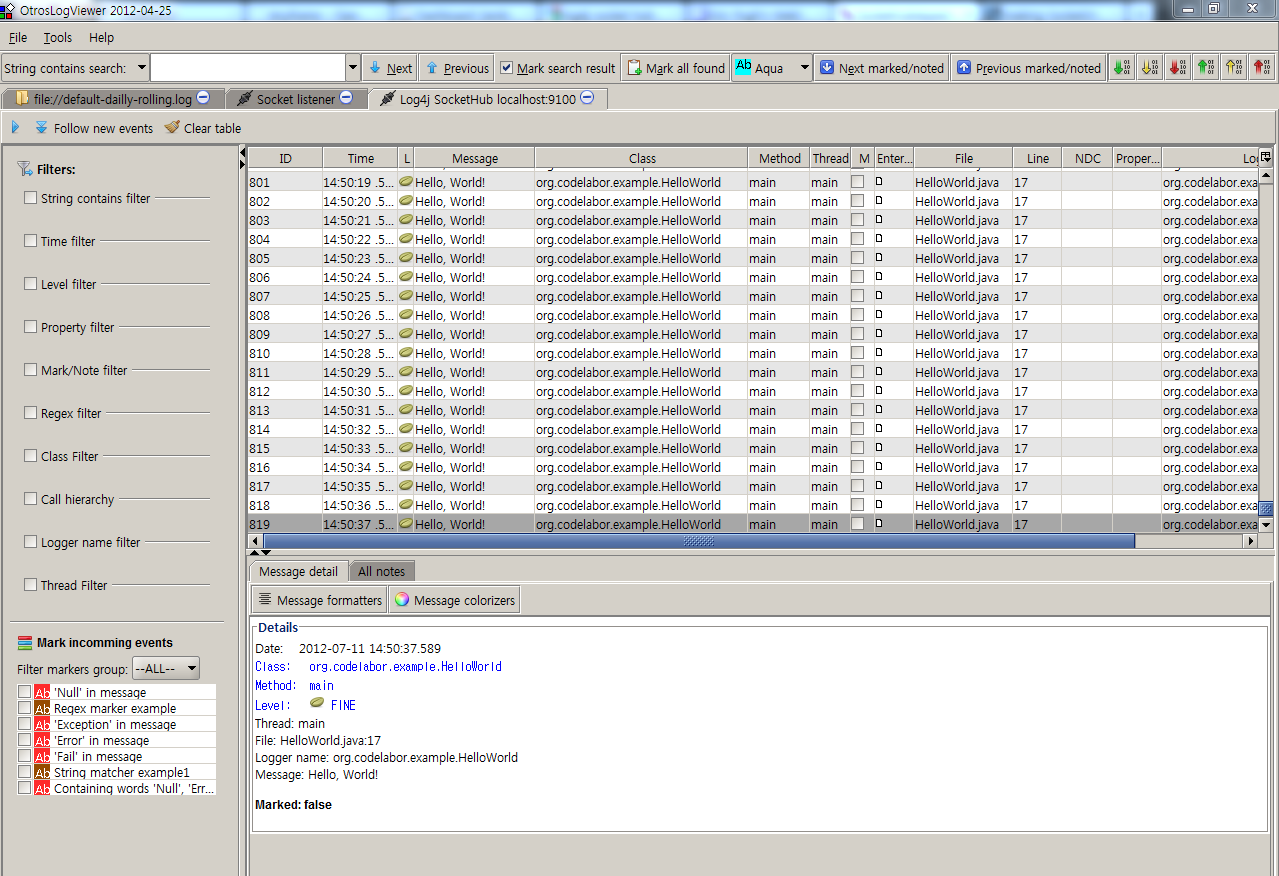 OtrosLogViewer 2012-04-25
File Tools Help
String contains search: Next Previous Mark search result Mark all found Ab Aqua Next marked/noted Previous marked/noted
file://default-dailly-rolling.log Socket listener Log4j SocketHub localhost:9100
Follow new events Clear table
Filters:
String contains filter
Time filter
Level filter
Property filter
Mark/Note filter
Regex filter
Class Filter
Call hierarchy
Logger name filter
Thread Filter
Mark incomming events
Filter markers group: --ALL--
Ab 'Null' in message
Ab Regex marker example
Ab 'Exception' in message
Ab 'Error' in message
Ab 'Fail' in message
Ab String matcher example1
Ab Containing words 'Null', 'Err...
ID Time L Message Class Method Thread M Enter... File Line NDC Proper... Log
801 14:50:19 .5... Hello, World! org.codelabor.example.HelloWorld main main D HelloWorld.java 17 org.codelabor.exa
802 14:50:20 .5... Hello, World! org.codelabor.example.HelloWorld main main D HelloWorld.java 17 org.codelabor.exa
803 14:50:21 .5... Hello, World! org.codelabor.example.HelloWorld main main D HelloWorld.java 17 org.codelabor.exa
804 14:50:22 .5... Hello, World! org.codelabor.example.HelloWorld main main D HelloWorld.java 17 org.codelabor.exa
805 14:50:23 .5... Hello, World! org.codelabor.example.HelloWorld main main D HelloWorld.java 17 org.codelabor.exa
806 14:50:24 .5... Hello, World! org.codelabor.example.HelloWorld main main D HelloWorld.java 17 org.codelabor.exa
807 14:50:25 .5... Hello, World! org.codelabor.example.HelloWorld main main D HelloWorld.java 17 org.codelabor.exa
808 14:50:26 .5... Hello, World! org.codelabor.example.HelloWorld main main D HelloWorld.java 17 org.codelabor.exa
809 14:50:27 .5... Hello, World! org.codelabor.example.HelloWorld main main D HelloWorld.java 17 org.codelabor.exa
810 14:50:28 .5... Hello, World! org.codelabor.example.HelloWorld main main D HelloWorld.java 17 org.codelabor.exa
811 14:50:29 .5... Hello, World! org.codelabor.example.HelloWorld main main D HelloWorld.java 17 org.codelabor.exa
812 14:50:30 .5... Hello, World! org.codelabor.example.HelloWorld main main D HelloWorld.java 17 org.codelabor.exa
813 14:50:31 .5... Hello, World! org.codelabor.example.HelloWorld main main D HelloWorld.java 17 org.codelabor.exa
814 14:50:32 .5... Hello, World! org.codelabor.example.HelloWorld main main D HelloWorld.java 17 org.codelabor.exa
815 14:50:33 .5... Hello, World! org.codelabor.example.HelloWorld main main D HelloWorld.java 17 org.codelabor.exa
816 14:50:34 .5... Hello, World! org.codelabor.example.HelloWorld main main D HelloWorld.java 17 org.codelabor.exa
817 14:50:35 .5... Hello, World! org.codelabor.example.HelloWorld main main D HelloWorld.java 17 org.codelabor.exa
818 14:50:36 .5... Hello, World! org.codelabor.example.HelloWorld main main D HelloWorld.java 17 org.codelabor.exa
819 14:50:37 .5... Hello, World! org.codelabor.example.HelloWorld main main D HelloWorld.java 17 org.codelabor.exa
Message detail All notes
Message formatters Message colorizers
Details
Date: 2012-07-11 14:50:37.589
Class: org.codelabor.example.HelloWorld
Method: main
Level: FINE
Thread: main
File: HelloWorld.java:17
Logger name: org.codelabor.example.HelloWorld
Message: Hello, World!
Marked: false